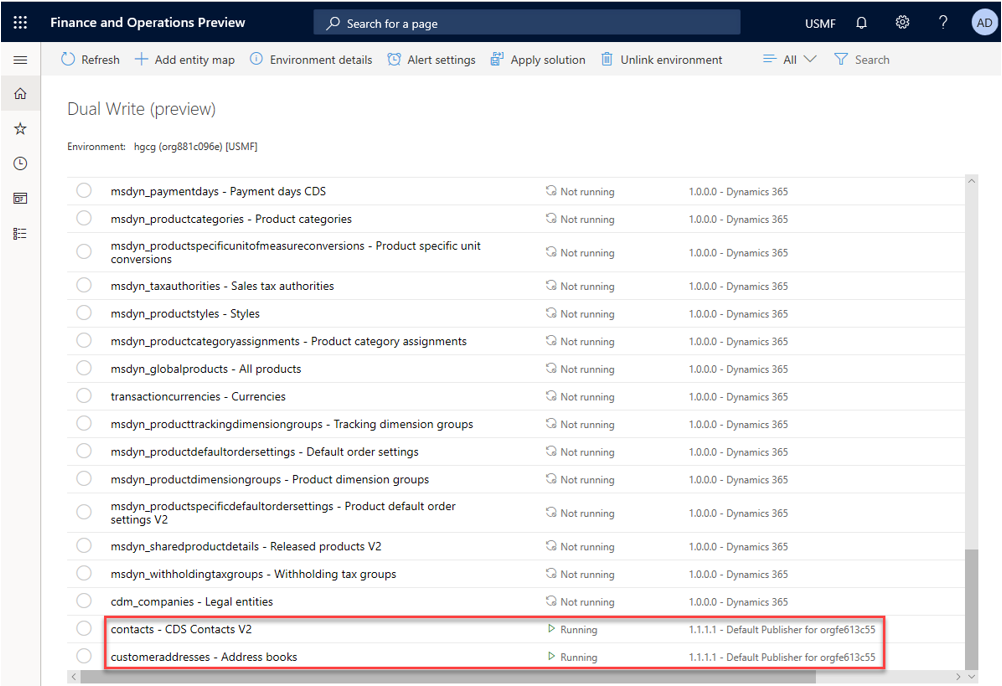 Finance and Operations Preview
Search for a page
USMF
?
AD
Refresh
Add entity map
Environment details
Alert settings
Apply solution
Unlink environment
All
Search
Dual Write (preview)
Environment: hgcg (org881c096e) [USMF]
msdyn_paymentdays - Payment days CDS Not running 1.0.0.0 - Dynamics 365
msdyn_productcategories - Product categories Not running 1.0.0.0 - Dynamics 365
msdyn_productspecificunitofmeasureconversions - Product specific unit
conversions Not running 1.0.0.0 - Dynamics 365
msdyn_taxauthorities - Sales tax authorities Not running 1.0.0.0 - Dynamics 365
msdyn_productstyles - Styles Not running 1.0.0.0 - Dynamics 365
msdyn_productcategoryassignments - Product category assignments Not running 1.0.0.0 - Dynamics 365
msdyn_globalproducts - All products Not running 1.0.0.0 - Dynamics 365
transactioncurrencies - Currencies Not running 1.0.0.0 - Dynamics 365
msdyn_producttrackingdimensiongroups - Tracking dimension groups Not running 1.0.0.0 - Dynamics 365
msdyn_productdefaultordersettings - Default order settings Not running 1.0.0.0 - Dynamics 365
msdyn_productdimensiongroups - Product dimension groups Not running 1.0.0.0 - Dynamics 365
msdyn_productspecificdefaultordersettings - Product default order
settings V2 Not running 1.0.0.0 - Dynamics 365
msdyn_sharedproductdetails - Released products V2 Not running 1.0.0.0 - Dynamics 365
msdyn_withholdingtaxgroups - Withholding tax groups Not running 1.0.0.0 - Dynamics 365
cdm_companies - Legal entities Not running 1.0.0.0 - Dynamics 365
contacts - CDS Contacts V2 Running 1.1.1.1 - Default Publisher for orgfe613c55
customeraddresses - Address books Running 1.1.1.1 - Default Publisher for orgfe613c55